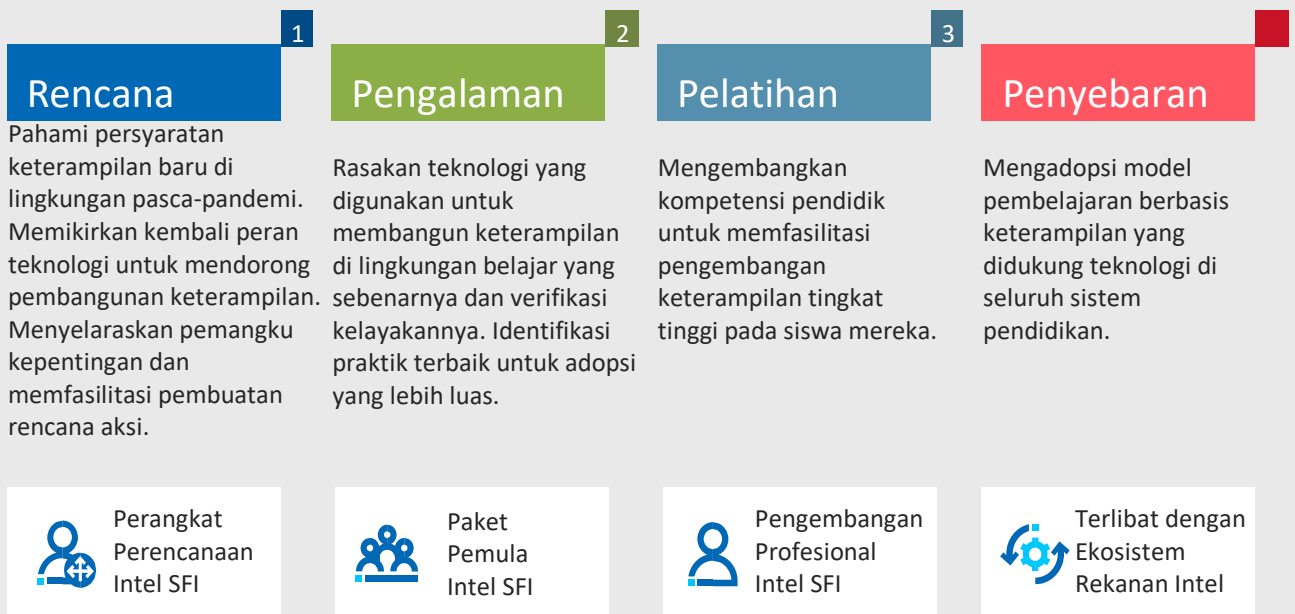 1
Rencana
Pahami persyaratan
keterampilan baru di
lingkungan pasca-pandemi.
Memikirkan kembali peran
teknologi untuk mendorong
pembangunan keterampilan.
Menyelaraskan pemangku
kepentingan dan
memfasilitasi pembuatan
rencana aksi.
Perangkat
Perencanaan
Intel SFI
2
Pengalaman
Rasakan teknologi yang
digunakan untuk
membangun keterampilan
di lingkungan belajar yang
sebenarnya dan verifikasi
kelayakannya. Identifikasi
praktik terbaik untuk adopsi
yang lebih luas.
Paket
Pemula
Intel SFI
3
Pelatihan
Mengembangkan
kompetensi pendidik
untuk memfasilitasi
pengembangan
keterampilan tingkat
tinggi pada siswa mereka.
Pengembangan
Profesional
Intel SFI
Penyebaran
Mengadopsi model
pembelajaran berbasis
keterampilan yang
didukung teknologi di
seluruh sistem
pendidikan.
Terlibat dengan
Ekosistem
Rekanan Intel